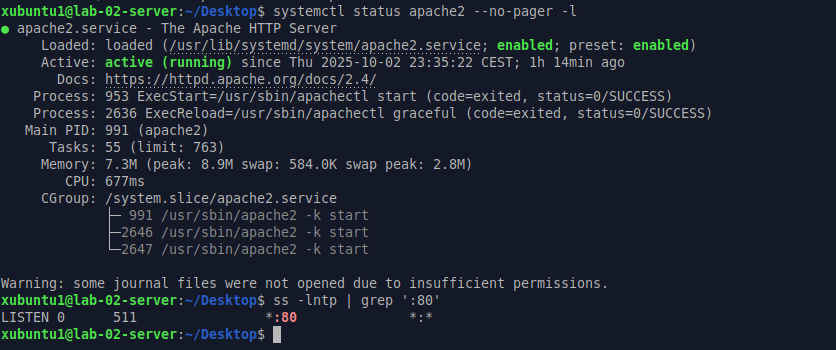 xubuntu1@lab-02-server:~/Desktop$ systemctl status apache2 --no-pager -l
● apache2.service - The Apache HTTP Server
     Loaded: loaded (/usr/lib/systemd/system/apache2.service; enabled; preset: enabled)
     Active: active (running) since Thu 2025-10-02 23:35:22 CEST; 1h 14min ago
       Docs: https://httpd.apache.org/docs/2.4/
    Process: 953 ExecStart=/usr/sbin/apachectl start (code=exited, status=0/SUCCESS)
    Process: 2636 ExecReload=/usr/sbin/apachectl graceful (code=exited, status=0/SUCCESS)
   Main PID: 991 (apache2)
      Tasks: 55 (limit: 763)
     Memory: 7.3M (peak: 8.9M swap: 584.0K swap peak: 2.8M)
        CPU: 677ms
     CGroup: /system.slice/apache2.service
             ├─ 991 /usr/sbin/apache2 -k start
             ├─2646 /usr/sbin/apache2 -k start
             └─2647 /usr/sbin/apache2 -k start

Warning: some journal files were not opened due to insufficient permissions.
xubuntu1@lab-02-server:~/Desktop$ ss -lntp | grep ':80'
LISTEN 0      511                *:80              *:*
xubuntu1@lab-02-server:~/Desktop$